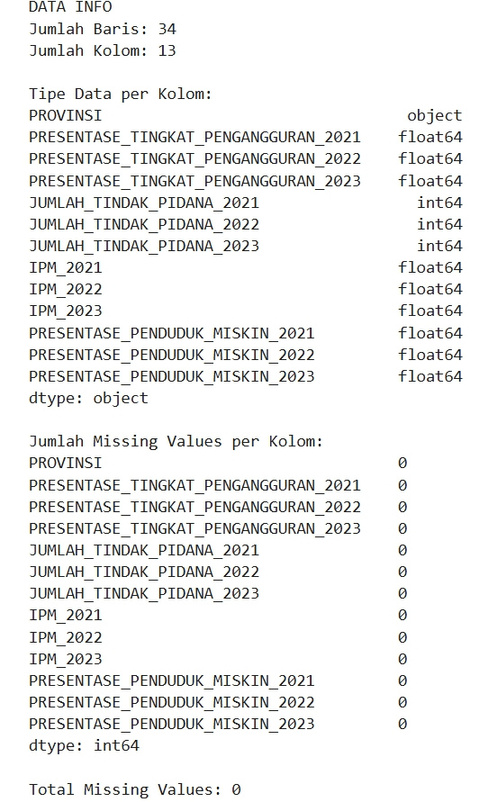 DATA INFO
Jumlah Baris: 34
Jumlah Kolom: 13
Tipe Data per Kolom:
PROVINSI object
PRESENTASE_TINGKAT_PENGANGGURAN_2021 float64
PRESENTASE_TINGKAT_PENGANGGURAN_2022 float64
PRESENTASE_TINGKAT_PENGANGGURAN_2023 float64
JUMLAH_TINDAK_PIDANA_2021 int64
JUMLAH_TINDAK_PIDANA_2022 int64
JUMLAH_TINDAK_PIDANA_2023 int64
IPM_2021 float64
IPM_2022 float64
IPM_2023 float64
PRESENTASE_PENDUDUK_MISKIN_2021 float64
PRESENTASE_PENDUDUK_MISKIN_2022 float64
PRESENTASE_PENDUDUK_MISKIN_2023 float64
dtype: object
Jumlah Missing Values per Kolom:
PROVINSI 0
PRESENTASE_TINGKAT_PENGANGGURAN_2021 0
PRESENTASE_TINGKAT_PENGANGGURAN_2022 0
PRESENTASE_TINGKAT_PENGANGGURAN_2023 0
JUMLAH_TINDAK_PIDANA_2021 0
JUMLAH_TINDAK_PIDANA_2022 0
JUMLAH_TINDAK_PIDANA_2023 0
IPM_2021 0
IPM_2022 0
IPM_2023 0
PRESENTASE_PENDUDUK_MISKIN_2021 0
PRESENTASE_PENDUDUK_MISKIN_2022 0
PRESENTASE_PENDUDUK_MISKIN_2023 0
dtype: int64
Total Missing Values: 0